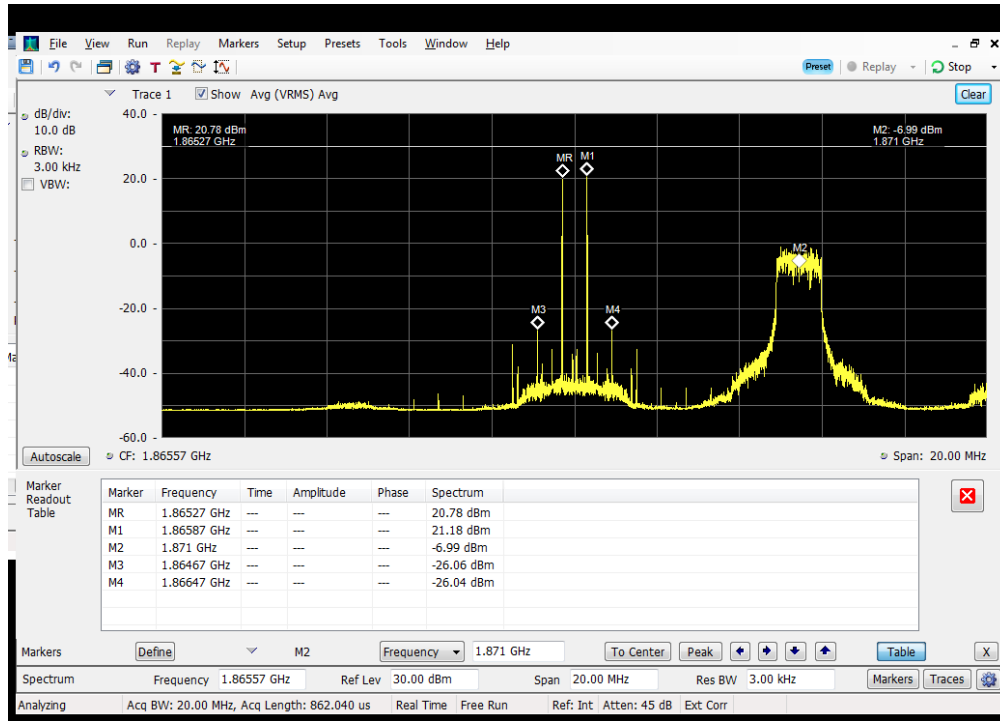 File View Run Replay Markers Setup Presets Tools Window Help
T Preset Replay Stop
Trace 1 Show Avg (VRMS) Avg Clear
dB/div:
10.0 dB
RBW:
3.00 kHz
VBW:
40.0
20.0
0.0
-20.0
-40.0
-60.0
MR: 20.78 dBm
1.86527 GHz
M2: -6.99 dBm
1.871 GHz
MR M1
M2
M3 M4
Autoscale CF: 1.86557 GHz Span: 20.00 MHz
Marker
Readout
Table
Marker Frequency Time Amplitude Phase Spectrum
MR 1.86527 GHz --- --- --- 20.78 dBm
M1 1.86587 GHz --- --- --- 21.18 dBm
M2 1.871 GHz --- --- --- -6.99 dBm
M3 1.86467 GHz --- --- --- -26.06 dBm
M4 1.86647 GHz --- --- --- -26.04 dBm
Markers Define M2 Frequency 1.871 GHz To Center Peak Table X
Spectrum Frequency 1.86557 GHz Ref Lev 30.00 dBm Span 20.00 MHz Res BW 3.00 kHz Markers Traces
Analyzing Acq BW: 20.00 MHz, Acq Length: 862.040 us Real Time Free Run Ref: Int Atten: 45 dB Ext Corr